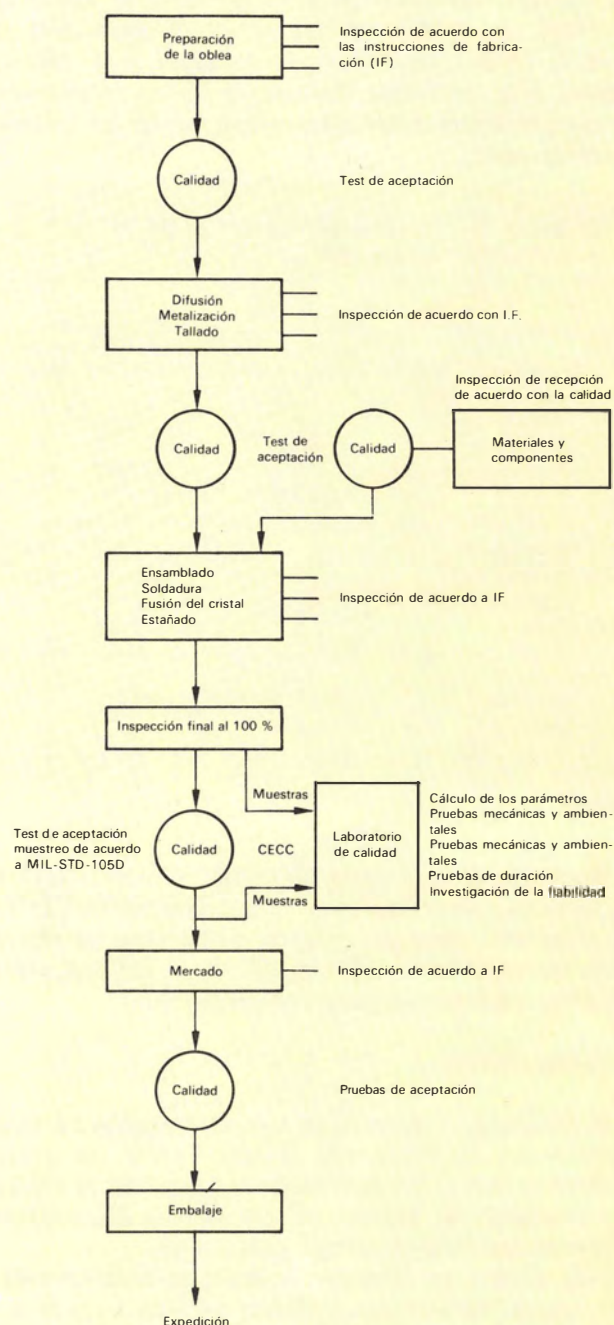 Preparación
de la oblea
Inspección de acuerdo con
las instrucciones de fabrica-
ción (IF)
Calidad
Test de aceptación
Difusión
Metalización
Tallado
Inspección de acuerdo con I.F.
Inspección de recepción
de acuerdo con la calidad
Calidad
Test de
aceptación
Calidad
Materiales y
componentes
Ensamblado
Soldadura
Fusión del cristal
Estañado
Inspección de acuerdo a IF
Inspección final al 100 %
Muestras
Test de aceptación
muestreo de acuerdo
a MIL-STD-105D
Calidad
CECC
Muestras
Laboratorio
de calidad
Cálculo de los parámetros
Pruebas mecánicas y ambien-
tales
Pruebas mecánicas y ambien-
tales
Pruebas de duración
Investigación de la fiabilidad
Mercado
Inspección de acuerdo a IF
Calidad
Pruebas de aceptación
Embalaje
Expedición